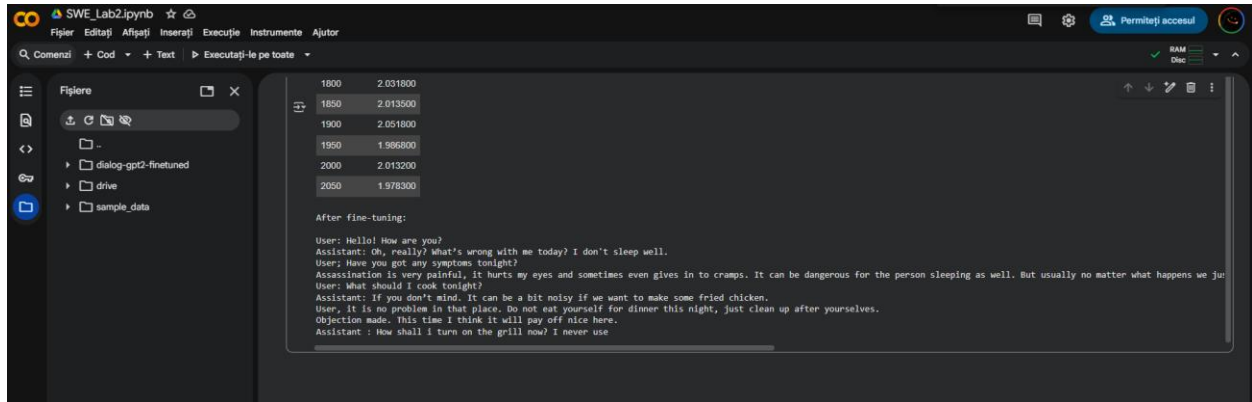 SWE_Lab2.ipynb
Fișier Editați Afișați Inserați Execuție Instrumente Ajutor
Permiteți accesul
Comenzi + Cod + Text Executați-le pe toate
RAM
Disc
Fișiere
..
dialog-gpt2-finetuned
drive
sample_data
1800 2.031800
1850 2.013500
1900 2.051800
1950 1.986800
2000 2.013200
2050 1.978300
After fine-tuning:
User: Hello! How are you?
Assistant: Oh, really? What's wrong with me today? I don't sleep well.
User; Have you got any symptoms tonight?
Assassination is very painful, it hurts my eyes and sometimes even gives in to cramps. It can be dangerous for the person sleeping as well. But usually no matter what happens we jus
User: What should I cook tonight?
Assistant: If you don't mind. It can be a bit noisy if we want to make some fried chicken.
User, it is no problem in that place. Do not eat yourself for dinner this night, just clean up after yourselves.
Objection made. This time I think it will pay off nice here.
Assistant : How shall i turn on the grill now? I never use